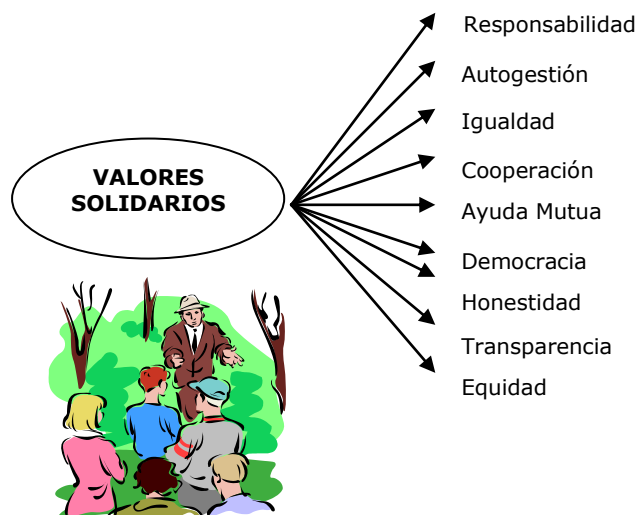 Responsabilidad
Autogestión
Igualdad
VALORES
SOLIDARIOS
Cooperación
Ayuda Mutua
Democracia
Honestidad
Transparencia
Equidad